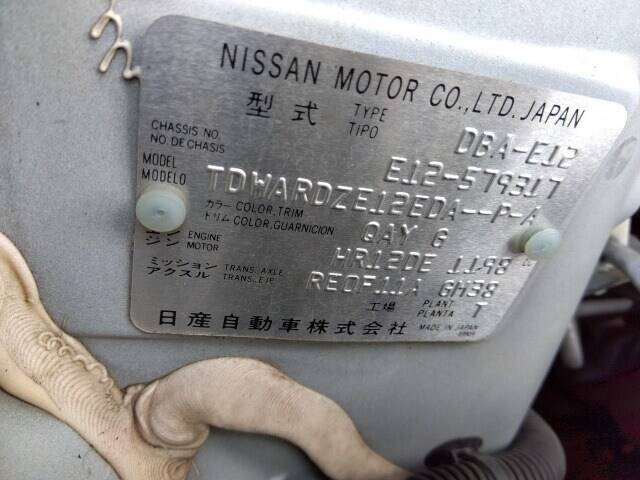 NISSAN MOTOR CO.,LTD.JAPAN
型式 TYPE TIPO DBA-E12
CHASSIS NO. NO.DE CHASIS E12-579317
MODEL MODELO TDWARDZE12EDA--P-A
カラー COLOR,TRIM トリム COLOR,GUARNICION QAY G
エンジン ENGINE MOTOR HR12DE 1198 cc
ミッション アクスル TRANS.AXLE TRANS.EJE RE0F11A GH38
工場 PLANT PLANTA T
日産自動車株式会社 MADE IN JAPAN